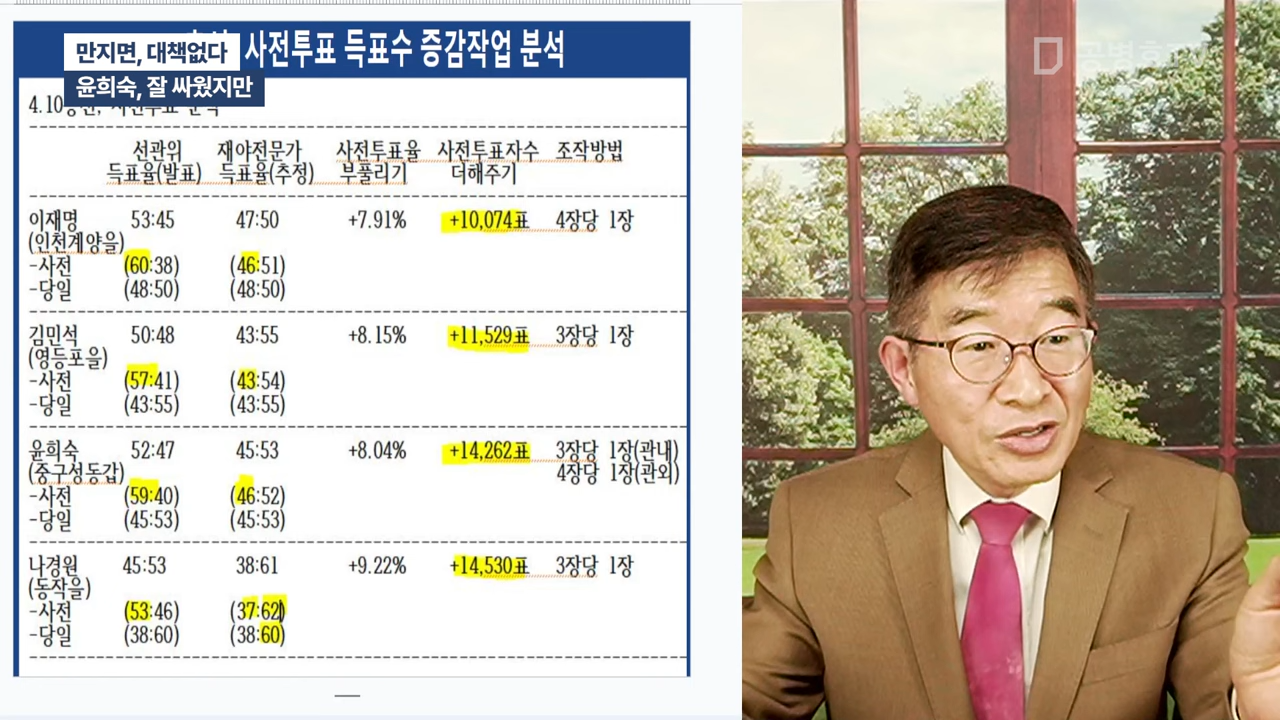 만지면, 대책없다
윤희숙, 잘 싸웠지만
사전투표 득표수 증감작업 분석
공병호TV
선관위 재야전문가 사전투표율 사전투표자수 조작방법
득표율(발표) 득표율(추정) 부풀리기 더해주기
이재명 53:45 47:50 +7.91% +10,074표 4장당 1장
(인천계양을)
-사전 (60:38) (46:51)
-당일 (48:50) (48:50)
김민석 50:48 43:55 +8.15% +11,529표 3장당 1장
(영등포을)
-사전 (57:41) (43:54)
-당일 (43:55) (43:55)
윤희숙 52:47 45:53 +8.04% +14,262표 3장당 1장(관내)
(중구성동갑) 4장당 1장(관외)
-사전 (59:40) (46:52)
-당일 (45:53) (45:53)
나경원 45:53 38:61 +9.22% +14,530표 3장당 1장
(동작을)
-사전 (53:46) (37:62)
-당일 (38:60) (38:60)